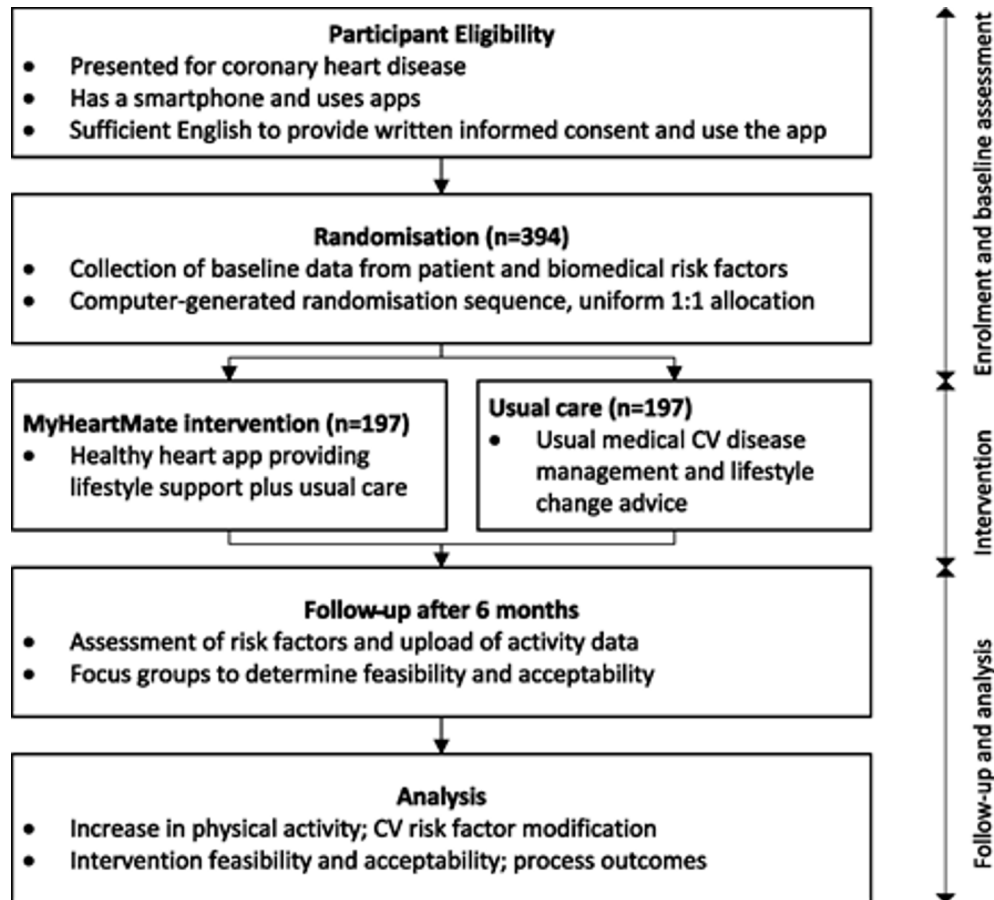 Participant Eligibility
• Presented for coronary heart disease
• Has a smartphone and uses apps
• Sufficient English to provide written informed consent and use the app
Randomisation (n=394)
• Collection of baseline data from patient and biomedical risk factors
• Computer-generated randomisation sequence, uniform 1:1 allocation
MyHeartMate intervention (n=197)
• Healthy heart app providing
lifestyle support plus usual care
Usual care (n=197)
• Usual medical CV disease
management and lifestyle
change advice
Follow-up after 6 months
• Assessment of risk factors and upload of activity data
• Focus groups to determine feasibility and acceptability
Analysis
• Increase in physical activity; CV risk factor modification
• Intervention feasibility and acceptability; process outcomes
Enrolment and baseline assessment
Intervention
Follow-up and analysis